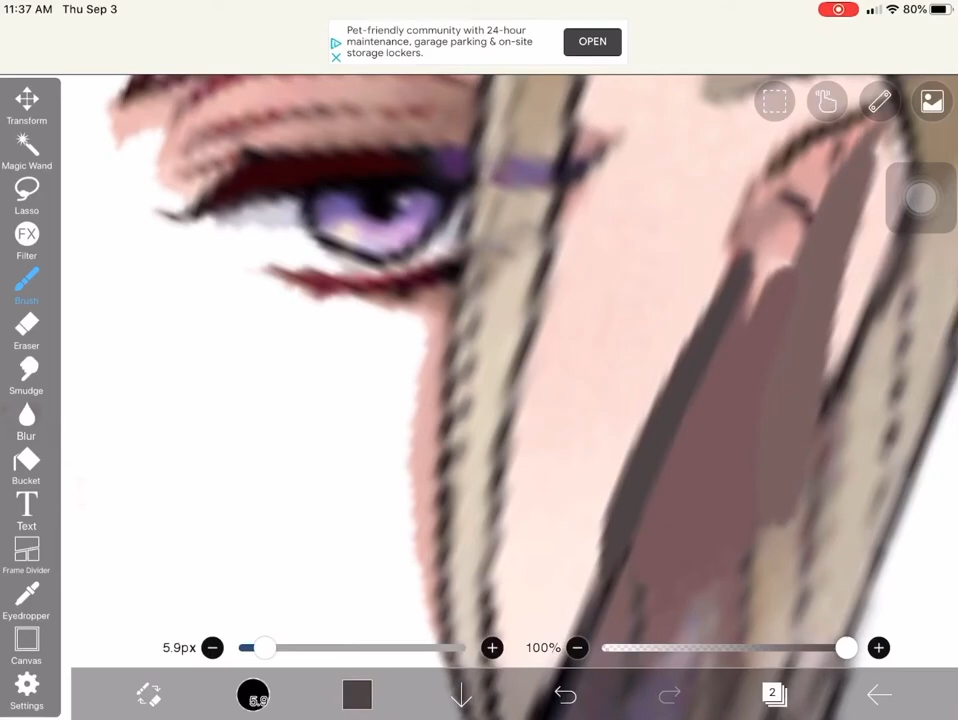 11:37 AM Thu Sep 3
80%
Pet-friendly community with 24-hour
maintenance, garage parking & on-site
storage lockers.
OPEN
Transform
Magic Wand
Lasso
FX
Filter
Brush
Eraser
Smudge
Blur
Bucket
T
Text
Frame Divider
Eyedropper
Canvas
Settings
5.9px
100%
5.9
2